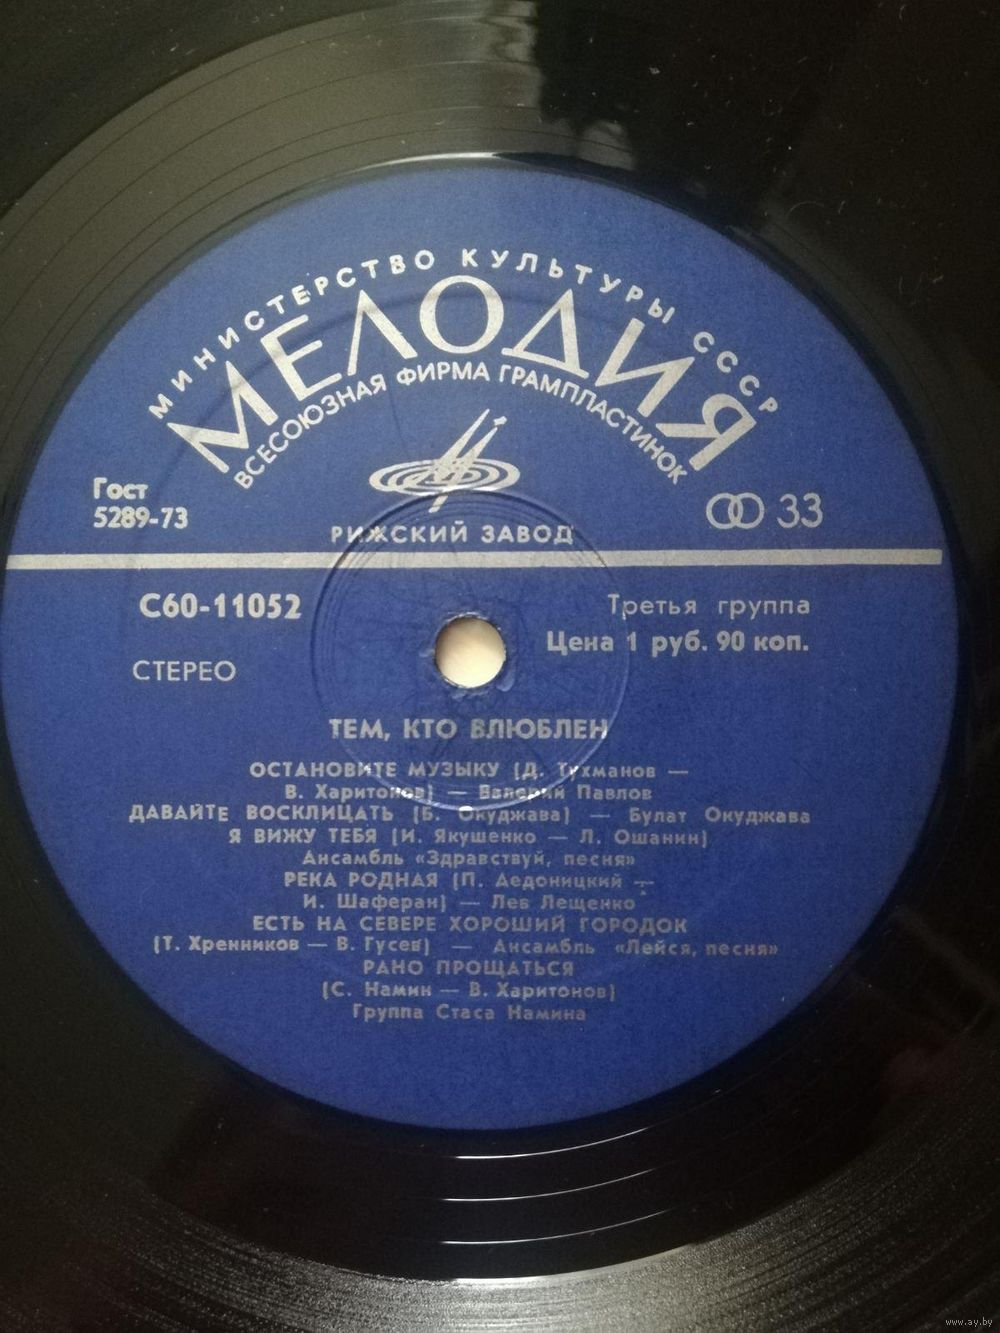 МИНИСТЕРСТВО КУЛЬТУРЫ СССР
МЕЛОДИЯ
ВСЕСОЮЗНАЯ ФИРМА ГРАМПЛАСТИНОК
Гост
5289-73
33
РИЖСКИЙ ЗАВОД
С60-11052
Третья группа
Цена 1 руб. 90 коп.
СТЕРЕО
ТЕМ, КТО ВЛЮБЛЕН
ОСТАНОВИТЕ МУЗЫКУ (Д. Тухманов —
В. Харитонов) — Валерий Павлов
ДАВАЙТЕ ВОСКЛИЦАТЬ (Б. Окуджава) — Булат Окуджава
Я ВИЖУ ТЕБЯ (И. Якушенко — Л. Ошанин)
Ансамбль «Здравствуй, песня»
РЕКА РОДНАЯ (П. Аедоницкий —
И. Шаферан) — Лев Лещенко
ЕСТЬ НА СЕВЕРЕ ХОРОШИЙ ГОРОДОК
(Т. Хренников — В. Гусев) — Ансамбль «Лейся, песня»
РАНО ПРОЩАТЬСЯ
(С. Намин — В. Харитонов)
Группа Стаса Намина
www.ay.by